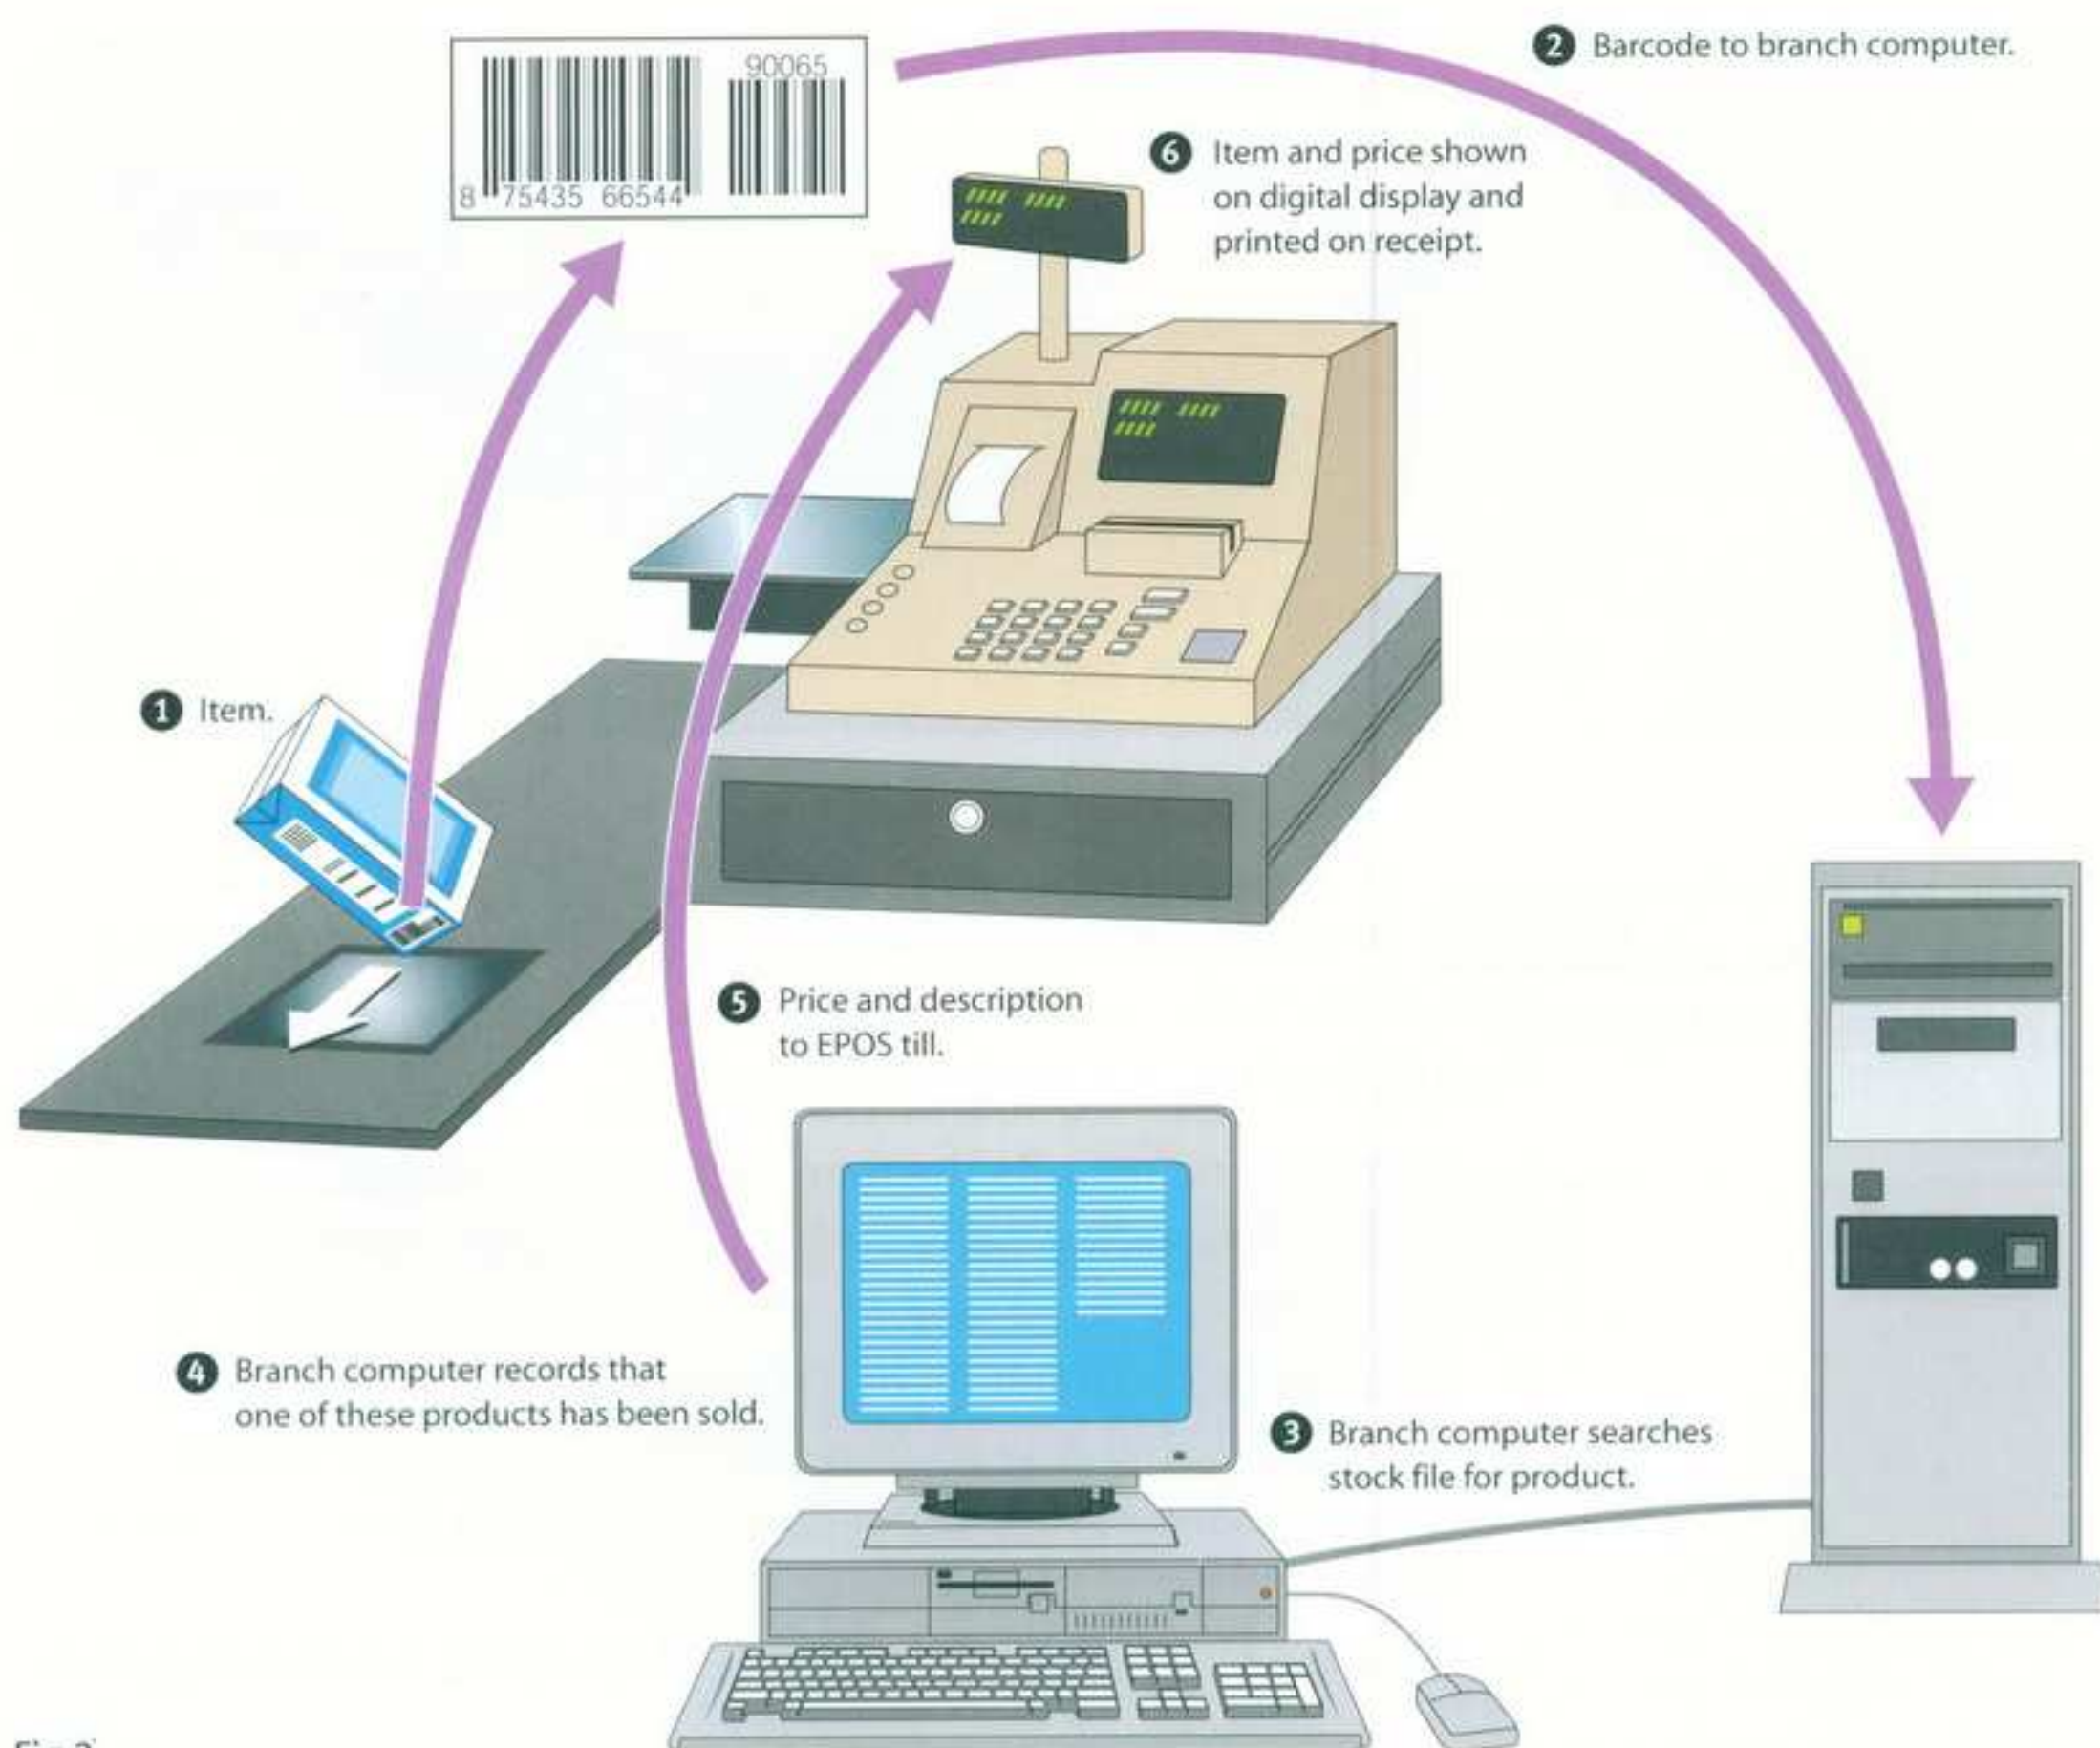 90065
8 75435 66544
2 Barcode to branch computer.
6 Item and price shown
on digital display and
printed on receipt.
1 Item.
5 Price and description
to EPOS till.
4 Branch computer records that
one of these products has been sold.
3 Branch computer searches
stock file for product.